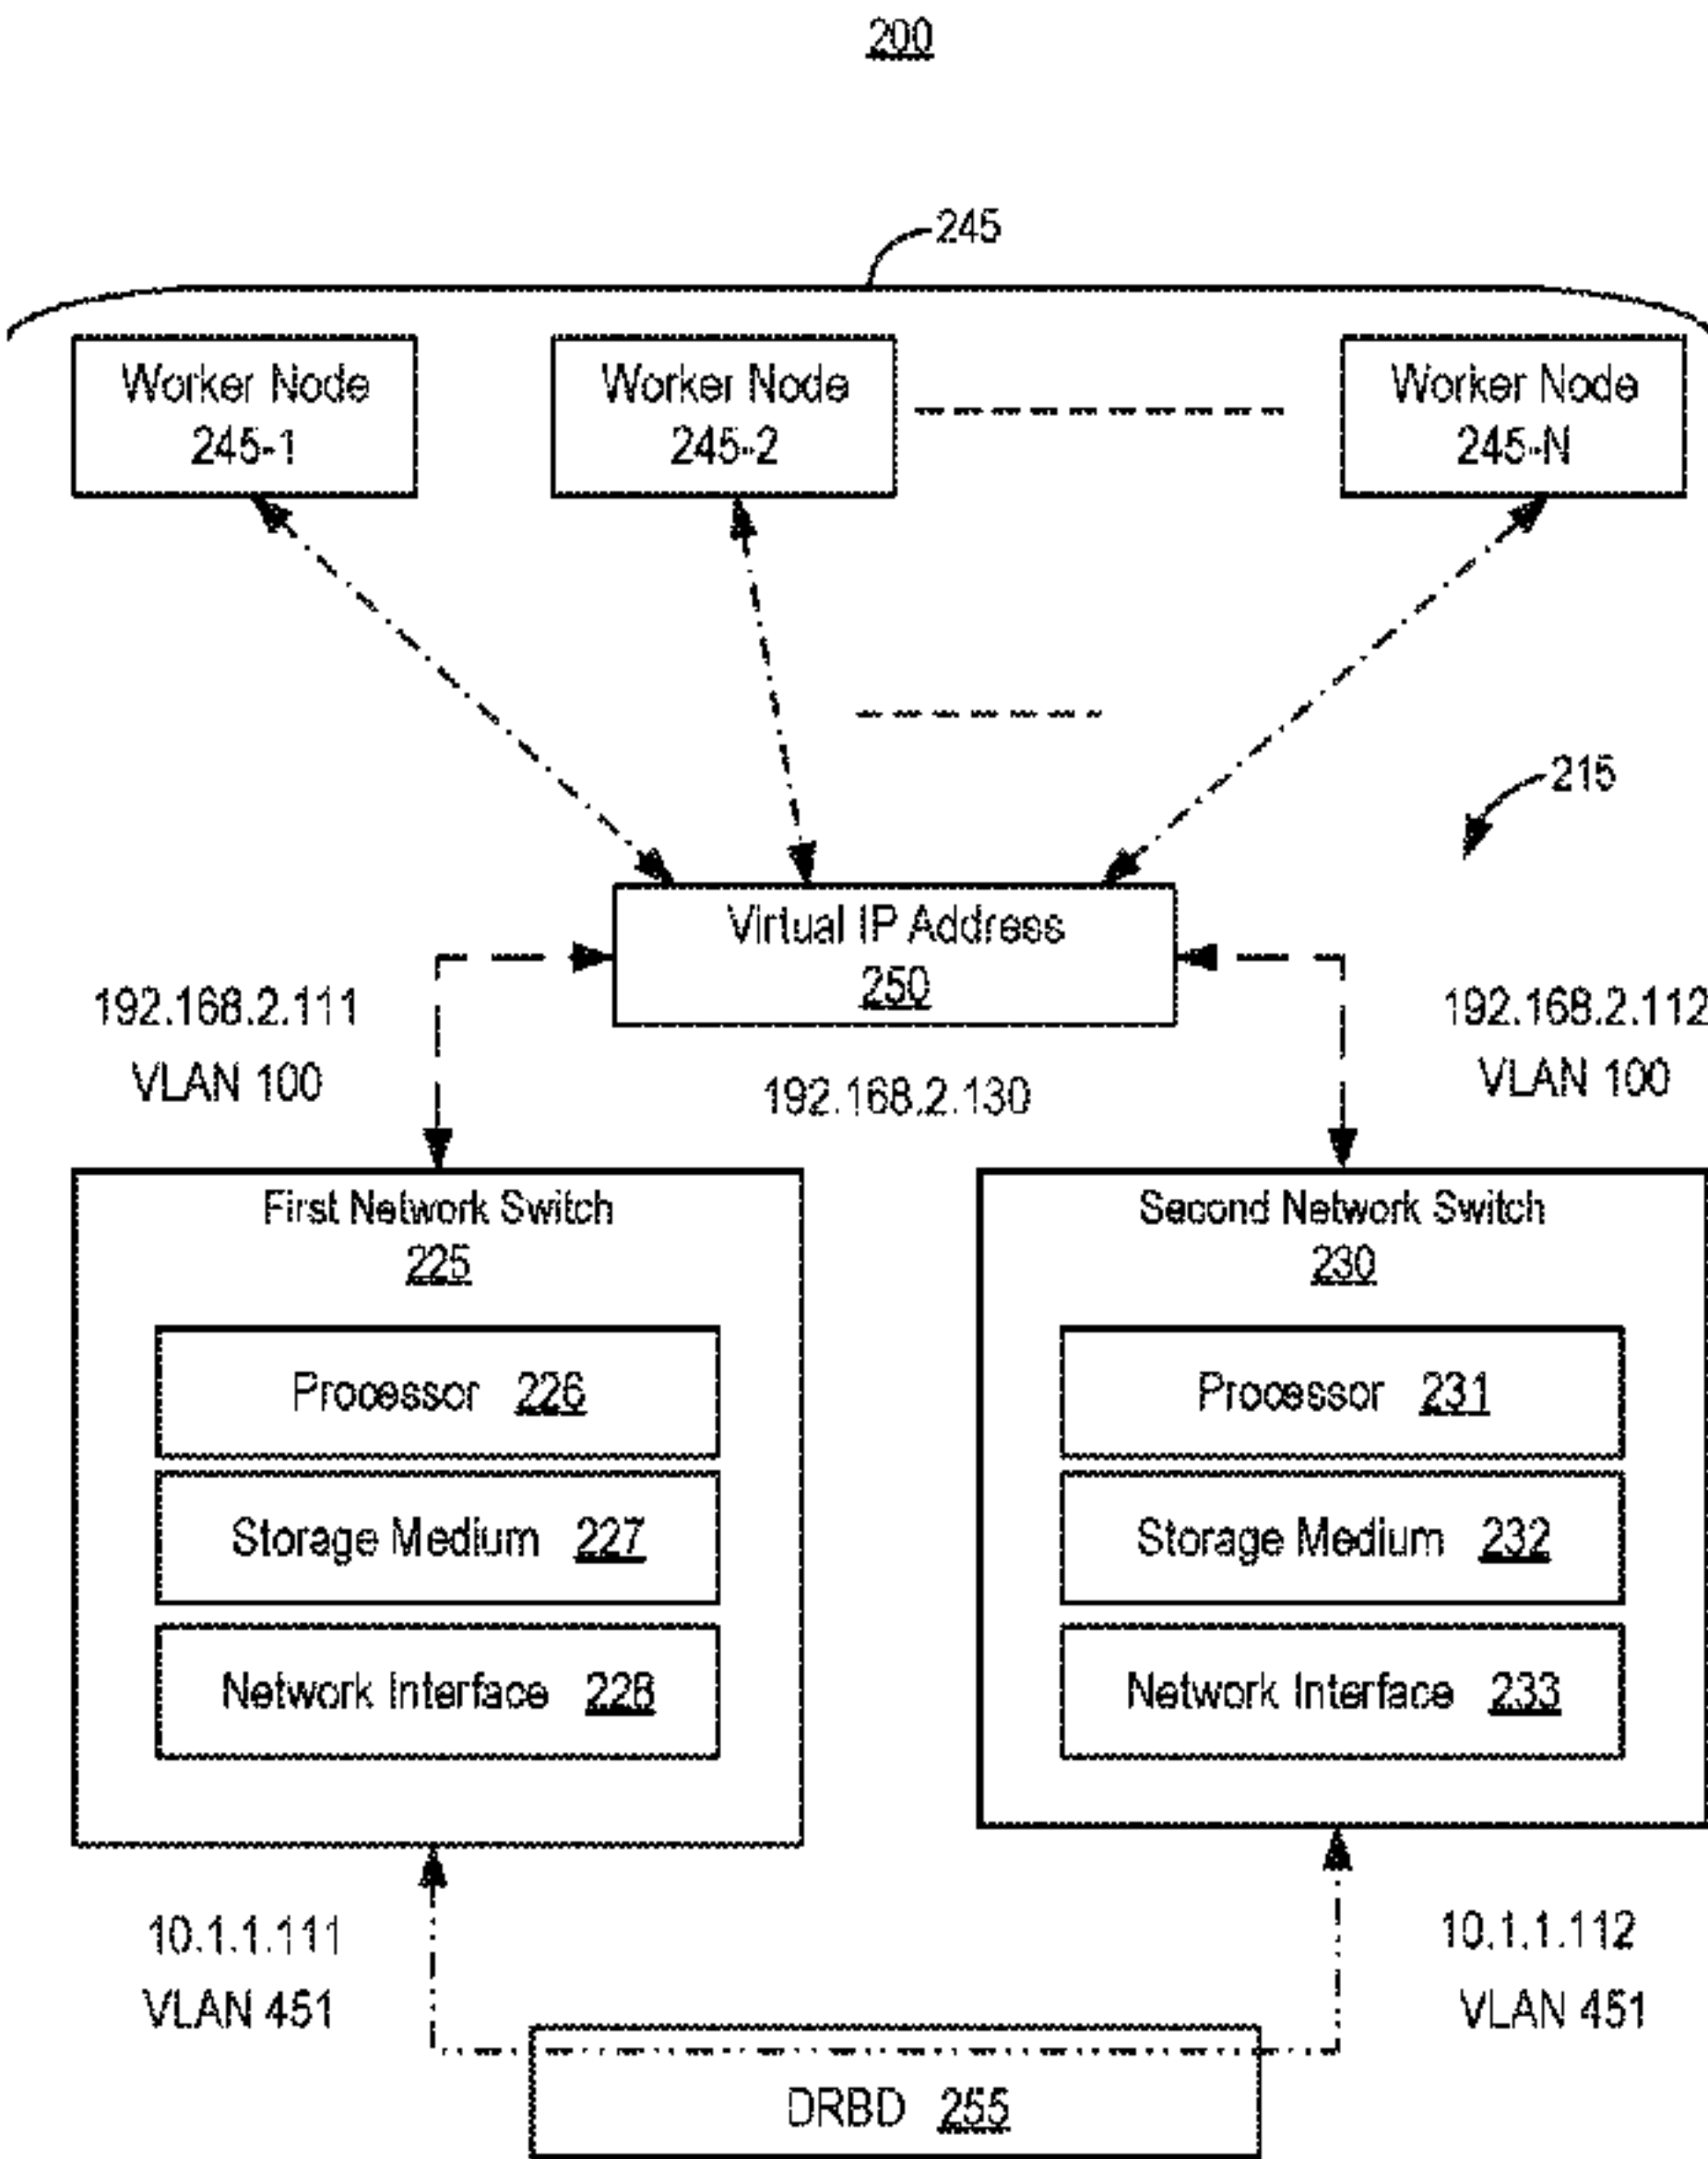 200
245
Worker Node
245-1
Worker Node
245-2
Worker Node
245-N
215
Virtual IP Address
250
192.168.2.111
VLAN 100
192.168.2.130
192.168.2.112
VLAN 100
First Network Switch
225
Processor 226
Storage Medium 227
Network Interface 228
Second Network Switch
230
Processor 231
Storage Medium 232
Network Interface 233
10.1.1.111
VLAN 451
10.1.1.112
VLAN 451
DRBD 255